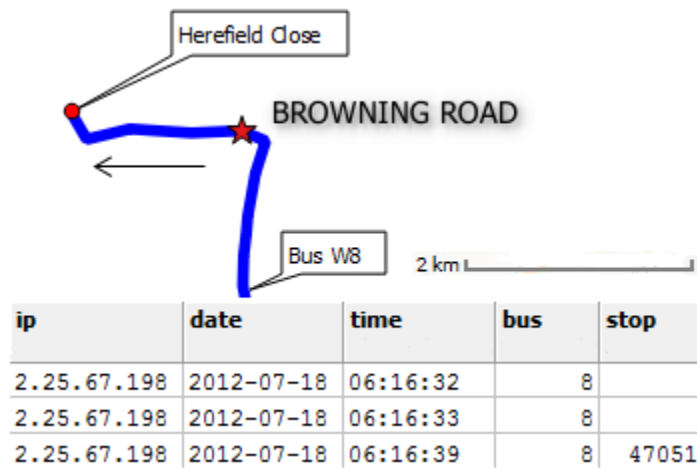 Herefield Close
BROWNING ROAD
Bus W8
2 km
ip date time bus stop
2.25.67.198 2012-07-18 06:16:32 8
2.25.67.198 2012-07-18 06:16:33 8
2.25.67.198 2012-07-18 06:16:39 8 47051